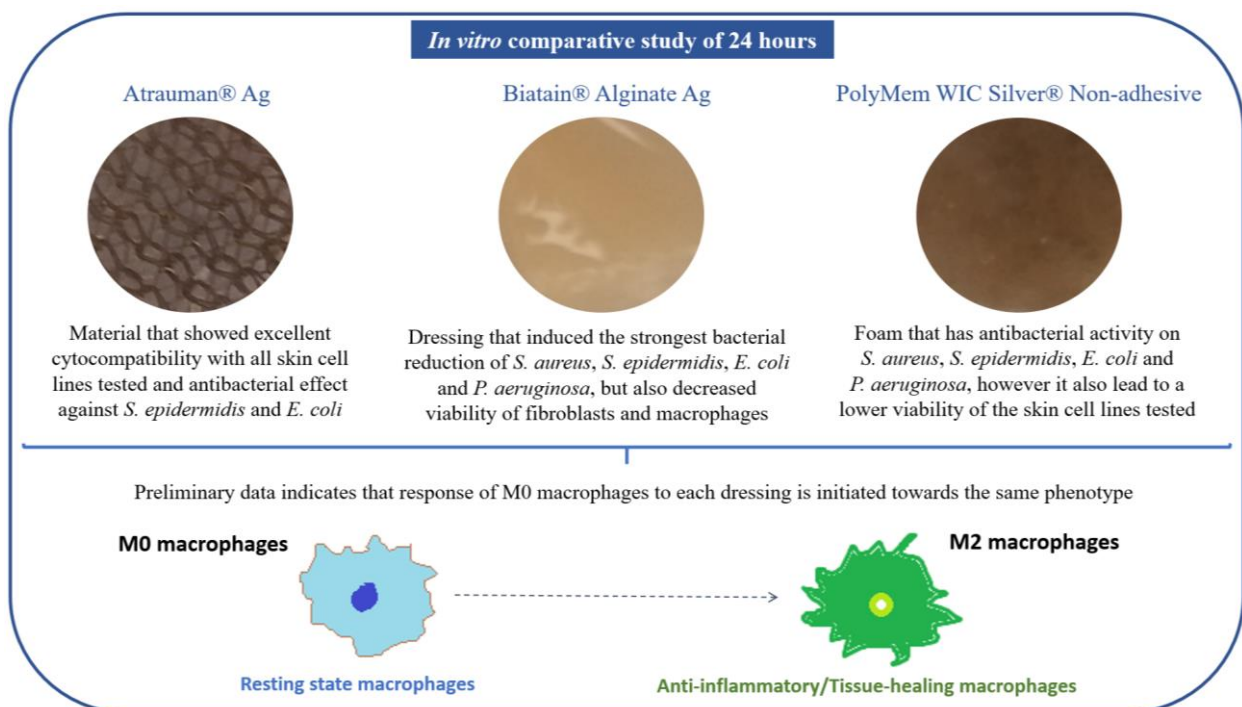 In vitro comparative study of 24 hours
Atrauman® Ag
Biatain® Alginate Ag
PolyMem WIC Silver® Non-adhesive
Material that showed excellent
cytocompatibility with all skin cell
lines tested and antibacterial effect
against S. epidermidis and E. coli
Dressing that induced the strongest bacterial
reduction of S. aureus, S. epidermidis, E. coli
and P. aeruginosa, but also decreased
viability of fibroblasts and macrophages
Foam that has antibacterial activity on
S. aureus, S. epidermidis, E. coli and
P. aeruginosa, however it also lead to a
lower viability of the skin cell lines tested
Preliminary data indicates that response of M0 macrophages to each dressing is initiated towards the same phenotype
M0 macrophages
M2 macrophages
Resting state macrophages
Anti-inflammatory/Tissue-healing macrophages